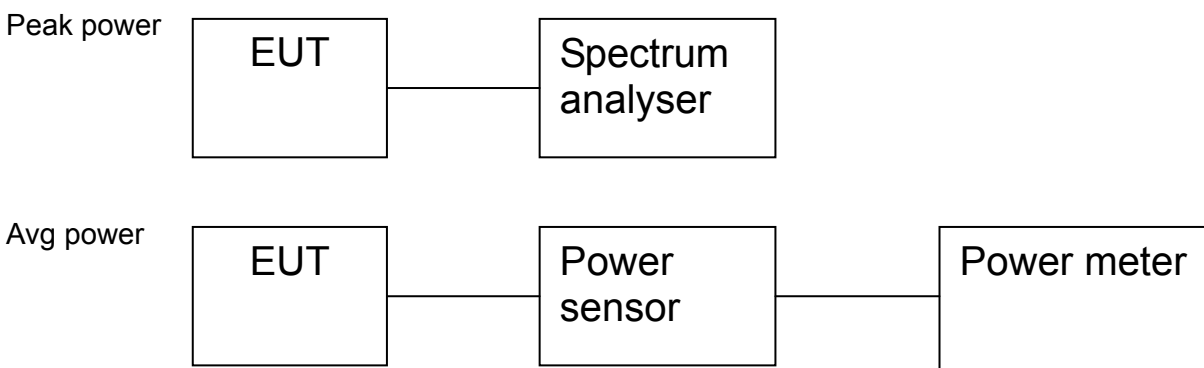 Peak power
EUT
Spectrum
analyser
Avg power
EUT
Power
sensor
Power meter